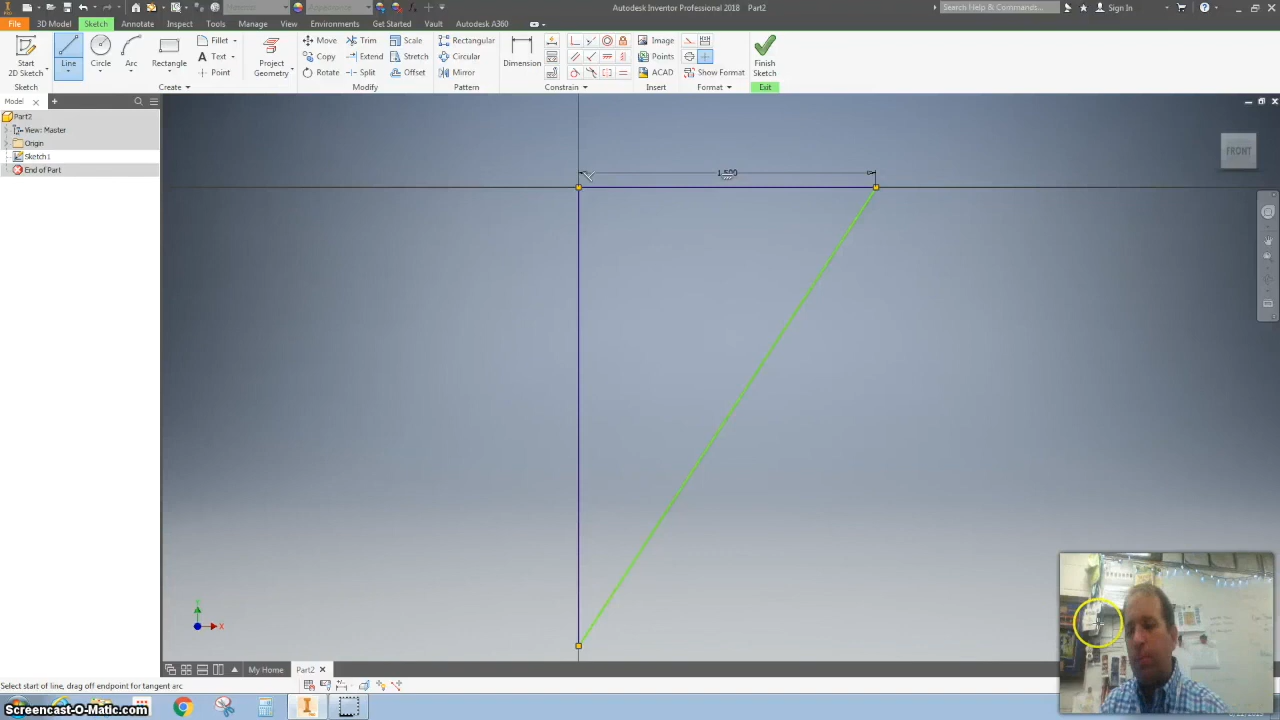 Autodesk Inventor Professional 2018 Part2
Search Help & Commands...
Sign In
File 3D Model Sketch Annotate Inspect Tools Manage View Environments Get Started Vault Autodesk A360
Start 2D Sketch
Line
Circle
Arc
Rectangle
Fillet
Text
Point
Project Geometry
Move
Copy
Rotate
Trim
Extend
Split
Scale
Stretch
Offset
Rectangular
Circular
Mirror
Dimension
Image
Points
ACAD
Show Format
Finish Sketch
Sketch Create Modify Pattern Constrain Insert Format Exit
Model
Part2
View: Master
Origin
Sketch1
End of Part
FRONT
X
My Home Part2
Select start of line, drag off endpoint for tangent arc
Screencast-O-Matic.com